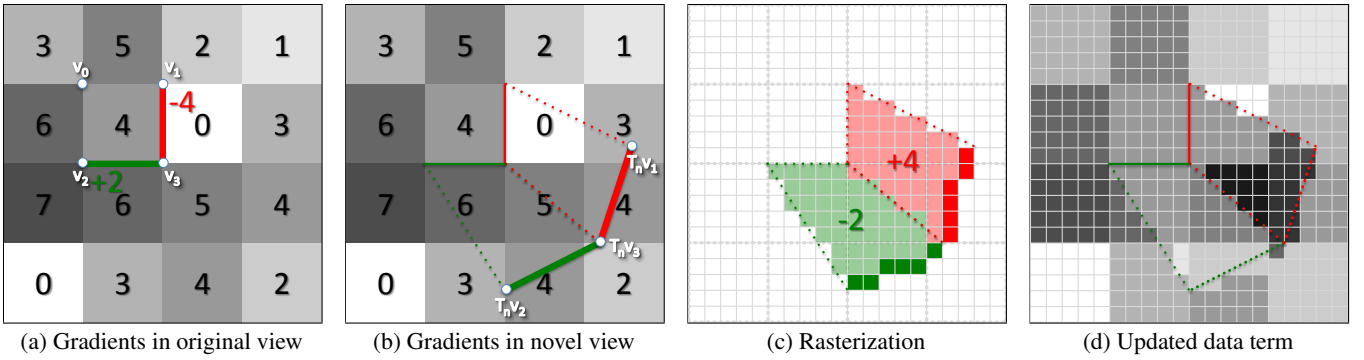 3 5 2 1
v0 v1
-4
6 4 0 3
v2 v3
+2
7 6 5 4
0 3 4 2
(a) Gradients in original view
3 5 2 1
6 4 0 3
Tnv1
7 6 5 4
Tnv3
0 3 4 2
Tnv2
(b) Gradients in novel view
+4
-2
(c) Rasterization
(d) Updated data term